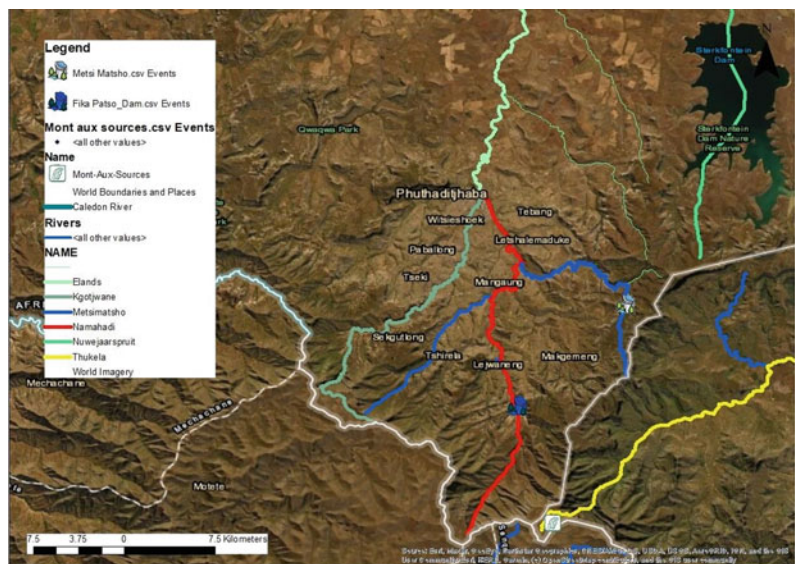 Legend
Metsi Matsho.csv Events
Fika Patso_Dam.csv Events
Mont aux sources.csv Events
<all other values>
Name
Mont-Aux-Sources
World Boundaries and Places
Caledon River
Rivers
<all other values>
NAME
Elands
Kgotjwane
Metsimatsho
Namahadi
Nuwejaarspruit
Thukela
World Imagery
N
Sterkfontein
Dam
Sterkfontein
Dam Nature
Reserve
Qwaqwa Park
Phuthaditjhaba
Witsieshoek
Tebang
Letshalemaduke
Paballong
Tseki
Mangaung
Sekgutlong
Tshirela
Lejwaneng
Makgemeng
Mechachane
Mechachane
Motete
7.5 3.75 0 7.5 Kilometers